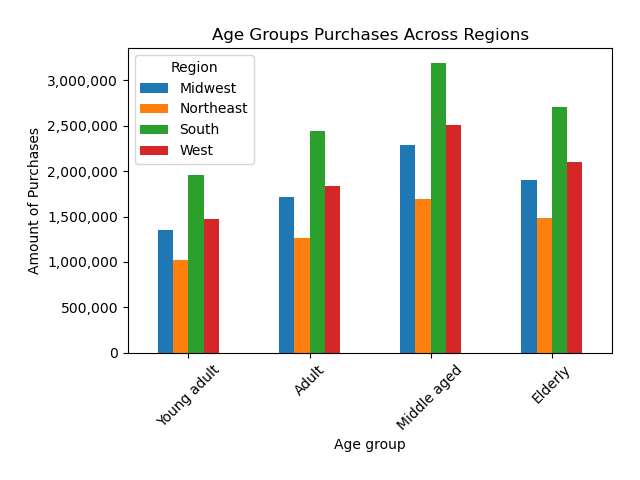 Age Groups Purchases Across Regions
Region
Midwest
Northeast
South
West
Amount of Purchases
3,000,000
2,500,000
2,000,000
1,500,000
1,000,000
500,000
0
Young adult
Adult
Middle aged
Elderly
Age group